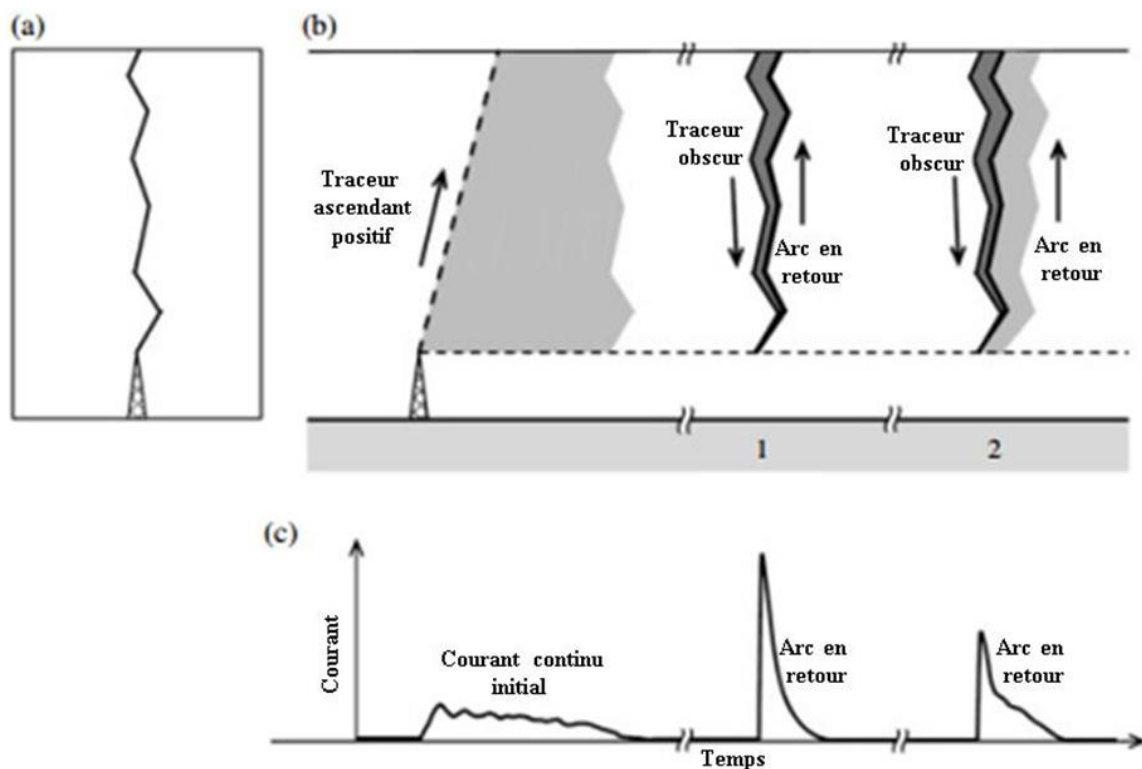 (a)
(b)
Traceur
ascendant
positif
Traceur
obscur
Arc en
retour
Traceur
obscur
Arc en
retour
1
2
(c)
Courant
Courant continu
initial
Arc en
retour
Arc en
retour
Temps